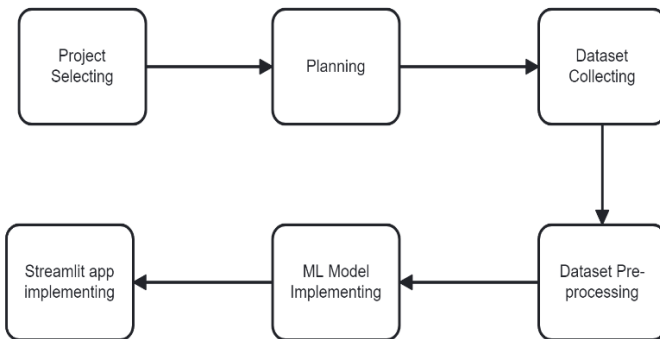 Project
Selecting
Planning
Dataset
Collecting
Dataset Pre-
processing
ML Model
Implementing
Streamlit app
implementing